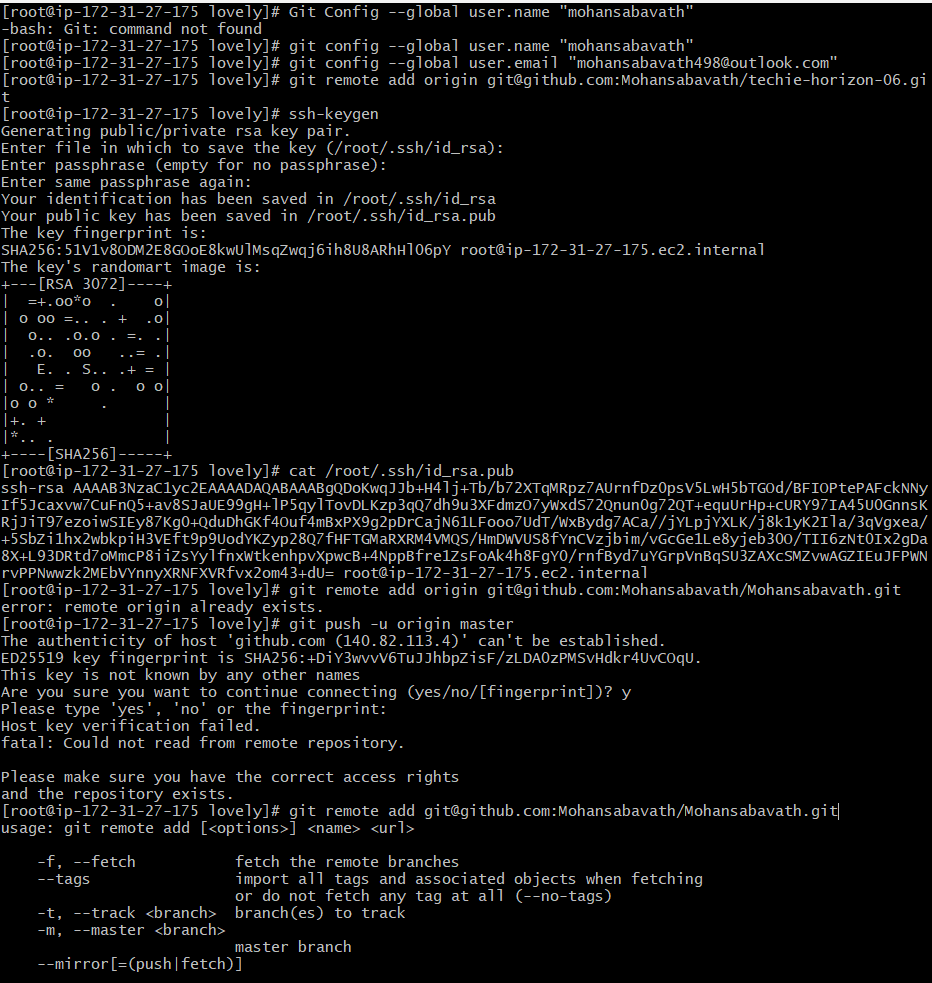 [root@ip-172-31-27-175 lovely]# Git Config --global user.name "mohansabavath"
-bash: Git: command not found
[root@ip-172-31-27-175 lovely]# git config --global user.name "mohansabavath"
[root@ip-172-31-27-175 lovely]# git config --global user.email "mohansabavath498@outlook.com"
[root@ip-172-31-27-175 lovely]# git remote add origin git@github.com:Mohansabavath/techie-horizon-06.gi
t
[root@ip-172-31-27-175 lovely]# ssh-keygen
Generating public/private rsa key pair.
Enter file in which to save the key (/root/.ssh/id_rsa):
Enter passphrase (empty for no passphrase):
Enter same passphrase again:
Your identification has been saved in /root/.ssh/id_rsa
Your public key has been saved in /root/.ssh/id_rsa.pub
The key fingerprint is:
SHA256:51V1v8ODM2E8GOoE8kwUlMsqZwqj6ih8U8ARhHlO6pY root@ip-172-31-27-175.ec2.internal
The key's randomart image is:
+---[RSA 3072]----+
|  =+.oo*o  .    o|
| o oo =.. . +  .o|
|  o.. .o.o . =. .|
|  .o.  oo   ..= .|
|   E. . S.. .+ = |
| o.. =   o .  o o|
|o o *     .      |
|+. +             |
|*.. .            |
+----[SHA256]-----+
[root@ip-172-31-27-175 lovely]# cat /root/.ssh/id_rsa.pub
ssh-rsa AAAAB3NzaC1yc2EAAAADAQABAAABgQDoKwqJJb+H4lj+Tb/b72XTqMRpz7AUrnfDz0psV5LwH5bTGOd/BFIOPtePAFckNNy
If5Jcaxvw7CuFnQ5+av8SJaUE99gH+lP5qylTovDLKzp3qQ7dh9u3XFdmzO7yWxdS72Qnun0g72QT+equUrHp+cURY97IA45U0GnnsK
RjJiT97ezoiwSIEy87Kg0+QduDhGKf4Ouf4mBxPX9g2pDrCajN61LFooo7UdT/WxBydg7ACa//jYLpjYXLK/j8k1yK2Ila/3qVgxea/
+5SbZi1hx2wbkpiH3VEft9p9UodYKZyp28Q7fHFTGMaRXRM4VMQS/HmDWVUS8fYnCVzjbim/vGcGe1Le8yjeb3OO/TII6zNtOIx2gDa
8X+L93DRtd7oMmcP8iiZsYylfnxWtkenhpvXpwcB+4NppBfre1ZsFoAk4h8FgYO/rnfByd7uYGrpVnBqSU3ZAXcSMZvwAGZIEuJFPWN
rvPPNwwzk2MEbVYnnyXRNFXVRfvx2om43+dU= root@ip-172-31-27-175.ec2.internal
[root@ip-172-31-27-175 lovely]# git remote add origin git@github.com:Mohansabavath/Mohansabavath.git
error: remote origin already exists.
[root@ip-172-31-27-175 lovely]# git push -u origin master
The authenticity of host 'github.com (140.82.113.4)' can't be established.
ED25519 key fingerprint is SHA256:+DiY3wvvV6TuJJhbpZisF/zLDA0zPMSvHdkr4UvCOqU.
This key is not known by any other names
Are you sure you want to continue connecting (yes/no/[fingerprint])? y
Please type 'yes', 'no' or the fingerprint:
Host key verification failed.
fatal: Could not read from remote repository.

Please make sure you have the correct access rights
and the repository exists.
[root@ip-172-31-27-175 lovely]# git remote add git@github.com:Mohansabavath/Mohansabavath.git
usage: git remote add [<options>] <name> <url>

    -f, --fetch           fetch the remote branches
    --tags                import all tags and associated objects when fetching
                          or do not fetch any tag at all (--no-tags)
    -t, --track <branch>  branch(es) to track
    -m, --master <branch>
                          master branch
    --mirror[=(push|fetch)]